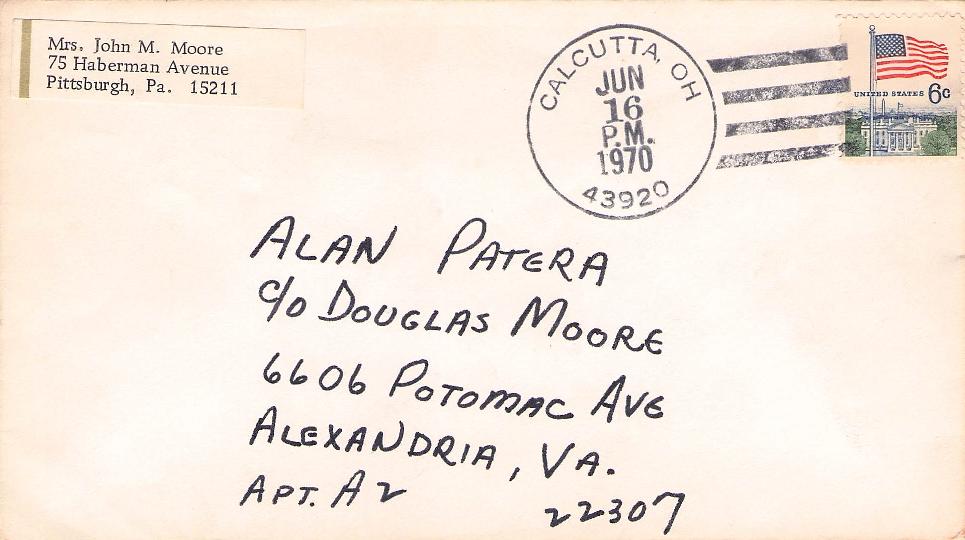 Mrs. John M. Moore
75 Haberman Avenue
Pittsburgh, Pa. 15211
CALCUTTA, OH
JUN
16
P.M.
1970
43920
UNITED STATES 6c
ALAN PATERA
c/o DOUGLAS MOORE
6606 POTOMAC AVE
ALEXANDRIA, VA.
APT. A2 22307